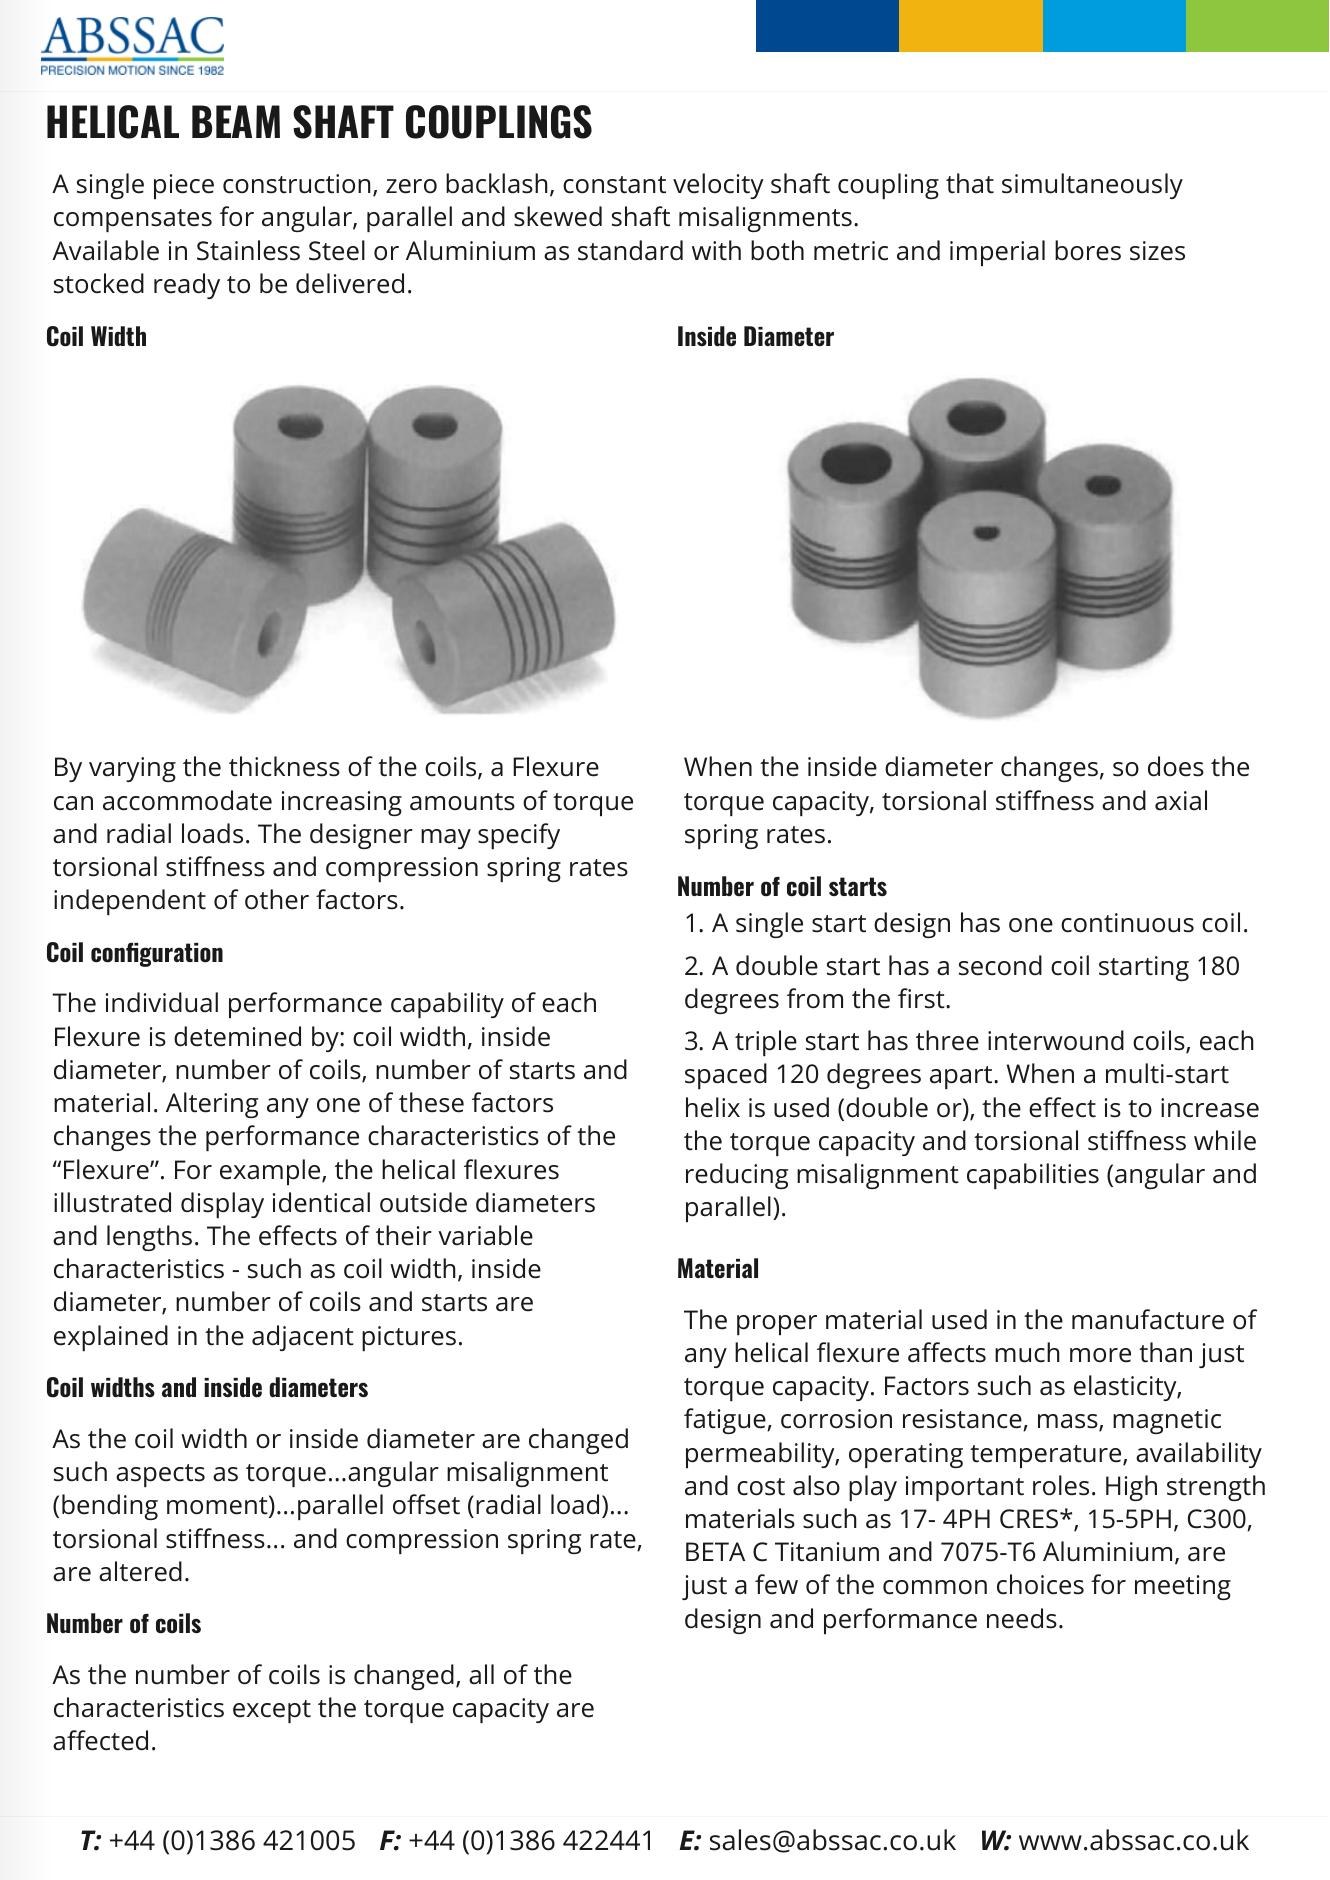 ABSSAC
PRECISION MOTION SINCE 1982
HELICAL BEAM SHAFT COUPLINGS
A single piece construction, zero backlash, constant velocity shaft coupling that simultaneously
compensates for angular, parallel and skewed shaft misalignments.
Available in Stainless Steel or Aluminium as standard with both metric and imperial bores sizes
stocked ready to be delivered.
Coil Width
By varying the thickness of the coils, a Flexure
can accommodate increasing amounts of torque
and radial loads. The designer may specify
torsional stiffness and compression spring rates
independent of other factors.
Coil configuration
The individual performance capability of each
Flexure is detemined by: coil width, inside
diameter, number of coils, number of starts and
material. Altering any one of these factors
changes the performance characteristics of the
“Flexure”. For example, the helical flexures
illustrated display identical outside diameters
and lengths. The effects of their variable
characteristics - such as coil width, inside
diameter, number of coils and starts are
explained in the adjacent pictures.
Coil widths and inside diameters
As the coil width or inside diameter are changed
such aspects as torque...angular misalignment
(bending moment)...parallel offset (radial load)...
torsional stiffness... and compression spring rate,
are altered.
Number of coils
As the number of coils is changed, all of the
characteristics except the torque capacity are
affected.
Inside Diameter
When the inside diameter changes, so does the
torque capacity, torsional stiffness and axial
spring rates.
Number of coil starts
1. A single start design has one continuous coil.
2. A double start has a second coil starting 180
degrees from the first.
3. A triple start has three interwound coils, each
spaced 120 degrees apart. When a multi-start
helix is used (double or), the effect is to increase
the torque capacity and torsional stiffness while
reducing misalignment capabilities (angular and
parallel).
Material
The proper material used in the manufacture of
any helical flexure affects much more than just
torque capacity. Factors such as elasticity,
fatigue, corrosion resistance, mass, magnetic
permeability, operating temperature, availability
and cost also play important roles. High strength
materials such as 17- 4PH CRES*, 15-5PH, C300,
BETA C Titanium and 7075-T6 Aluminium, are
just a few of the common choices for meeting
design and performance needs.
T: +44 (0)1386 421005 F: +44 (0)1386 422441 E: sales@abssac.co.uk W: www.abssac.co.uk